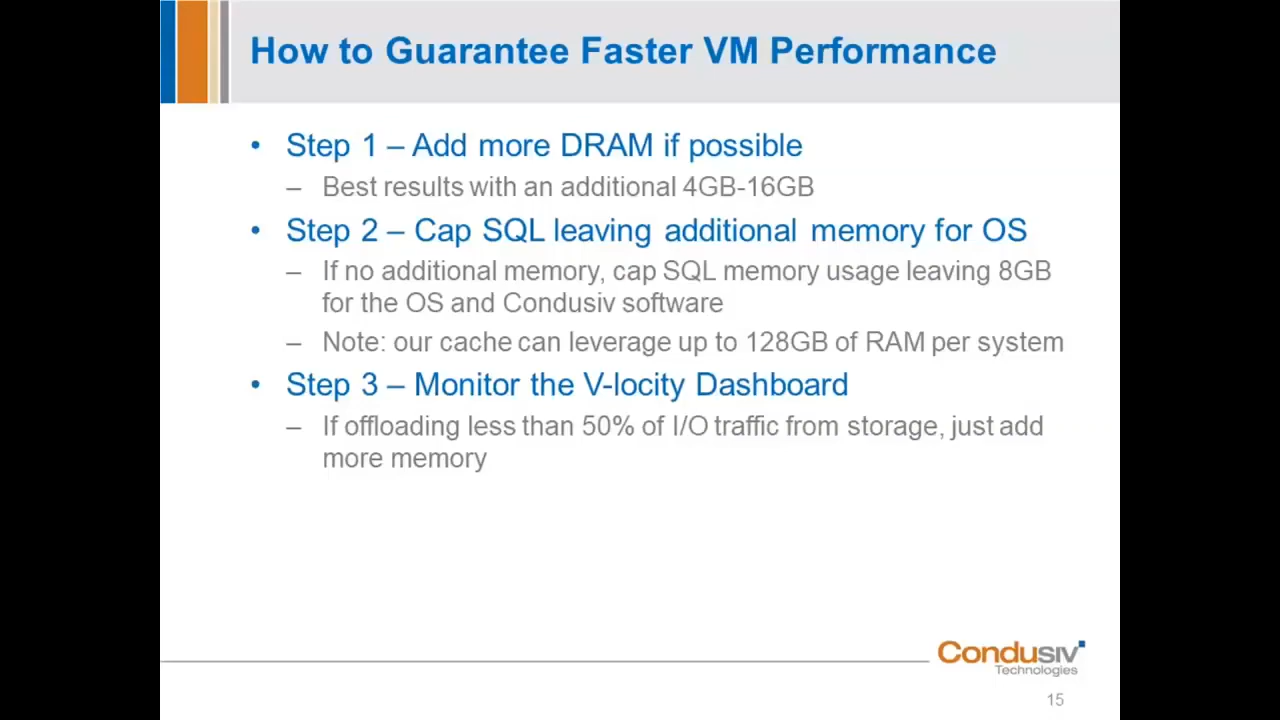 How to Guarantee Faster VM Performance
• Step 1 – Add more DRAM if possible
– Best results with an additional 4GB-16GB
• Step 2 – Cap SQL leaving additional memory for OS
– If no additional memory, cap SQL memory usage leaving 8GB
for the OS and Condusiv software
– Note: our cache can leverage up to 128GB of RAM per system
• Step 3 – Monitor the V-locity Dashboard
– If offloading less than 50% of I/O traffic from storage, just add
more memory
Condusiv
Technologies
15